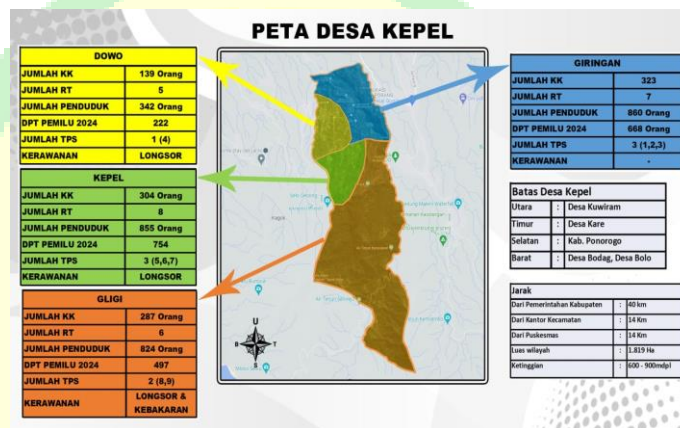 PETA DESA KEPEL
DOWO
JUMLAH KK 139 Orang
JUMLAH RT 5
JUMLAH PENDUDUK 342 Orang
DPT PEMILU 2024 222
JUMLAH TPS 1 (4)
KERAWANAN LONGSOR
KEPEL
JUMLAH KK 304 Orang
JUMLAH RT 8
JUMLAH PENDUDUK 855 Orang
DPT PEMILU 2024 754
JUMLAH TPS 3 (5,6,7)
KERAWANAN LONGSOR
GLIGI
JUMLAH KK 287 Orang
JUMLAH RT 6
JUMLAH PENDUDUK 824 Orang
DPT PEMILU 2024 497
JUMLAH TPS 2 (8,9)
KERAWANAN LONGSOR &
KEBAKARAN
U
B T
S
GIRINGAN
JUMLAH KK 323
JUMLAH RT 7
JUMLAH PENDUDUK 860 Orang
DPT PEMILU 2024 668 Orang
JUMLAH TPS 3 (1,2,3)
KERAWANAN -
Batas Desa Kepel
Utara : Desa Kuwiram
Timur : Desa Kare
Selatan : Kab. Ponorogo
Barat : Desa Bodag, Desa Bolo
Jarak
Dari Pemerintahan Kabupaten : 40 km
Dari Kantor Kecamatan : 14 Km
Dari Puskesmas : 14 Km
Luas wilayah : 1.819 Ha
Ketinggian : 600 - 900mdpl